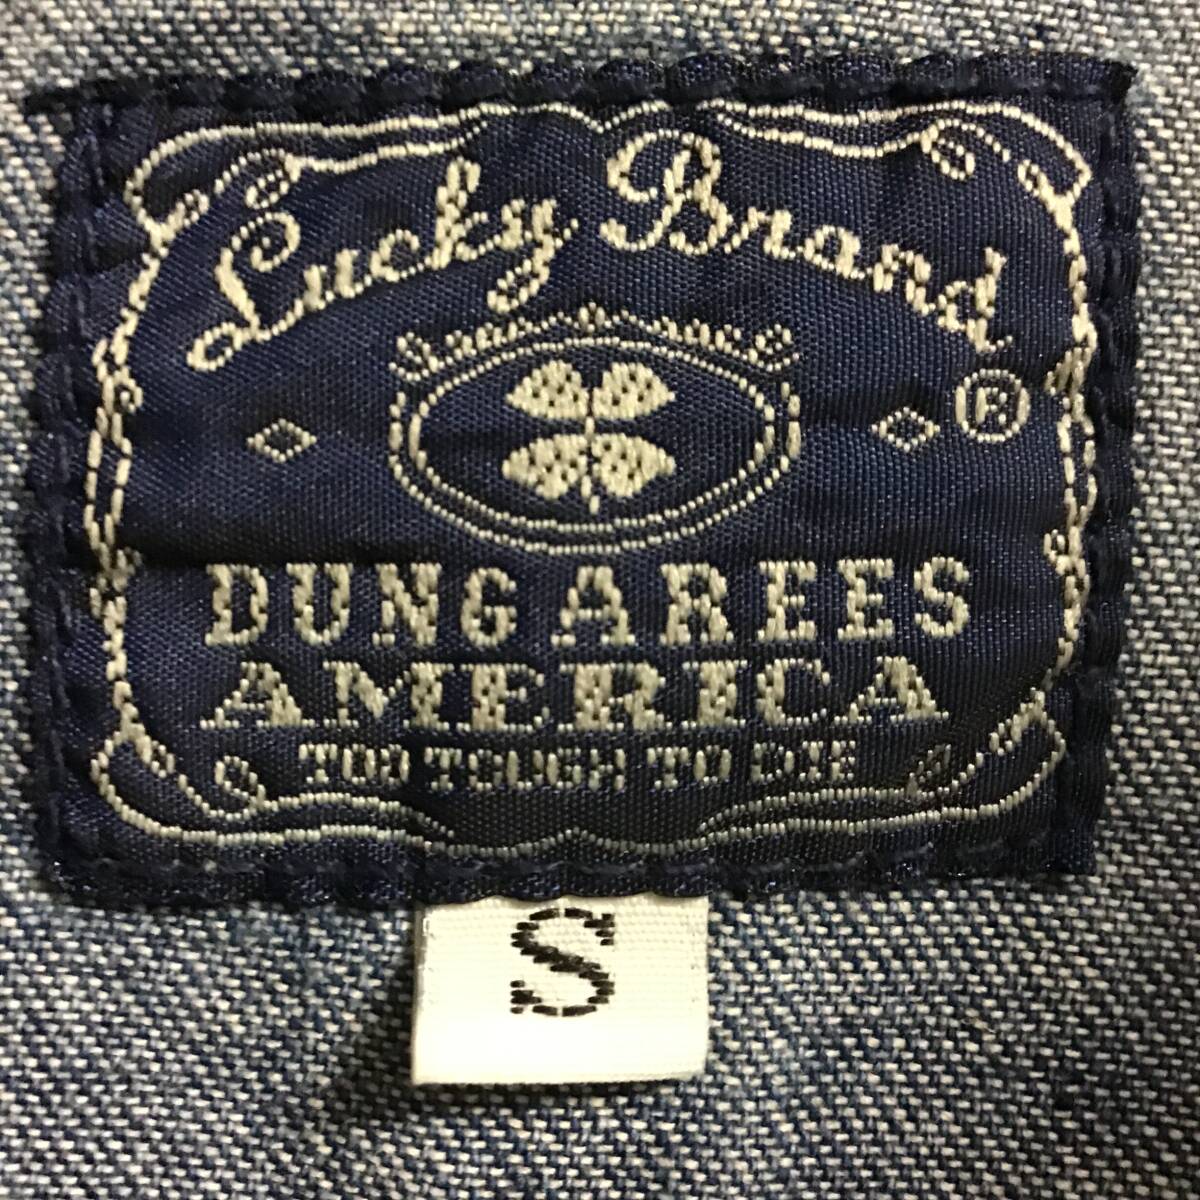 Lucky Brand
®
DUNGAREES
AMERICA
TOO TOUGH TO DIE
S